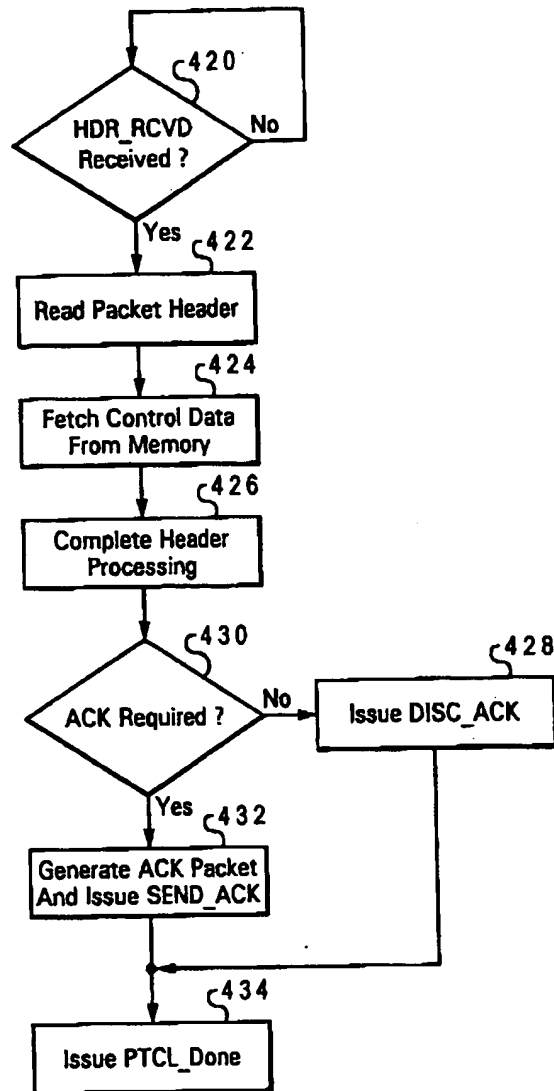 420
HDR_RCVD
Received ?
No
Yes
422
Read Packet Header
424
Fetch Control Data
From Memory
426
Complete Header
Processing
430
ACK Required ?
No
428
Issue DISC_ACK
Yes
432
Generate ACK Packet
And Issue SEND_ACK
434
Issue PTCL_Done